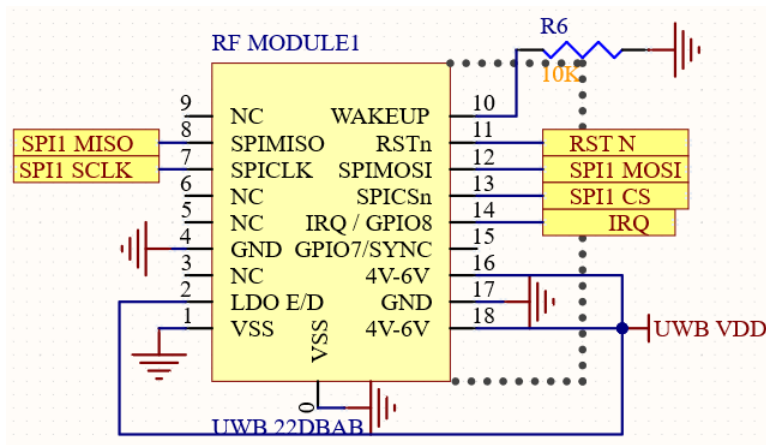 R6
RF MODULE1
10K
9 NC WAKEUP 10
SPI1 MISO 8 SPIMISO RSTn 11 RST N
SPI1 SCLK 7 SPICLK SPIMOSI 12 SPI1 MOSI
6 NC SPICSn 13 SPI1 CS
5 NC IRQ / GPIO8 14 IRQ
4 GND GPIO7/SYNC 15
3 NC 4V-6V 16
2 LDO E/D GND 17
1 VSS 4V-6V 18 UWB VDD
VSS
0
UWB 22DBAB